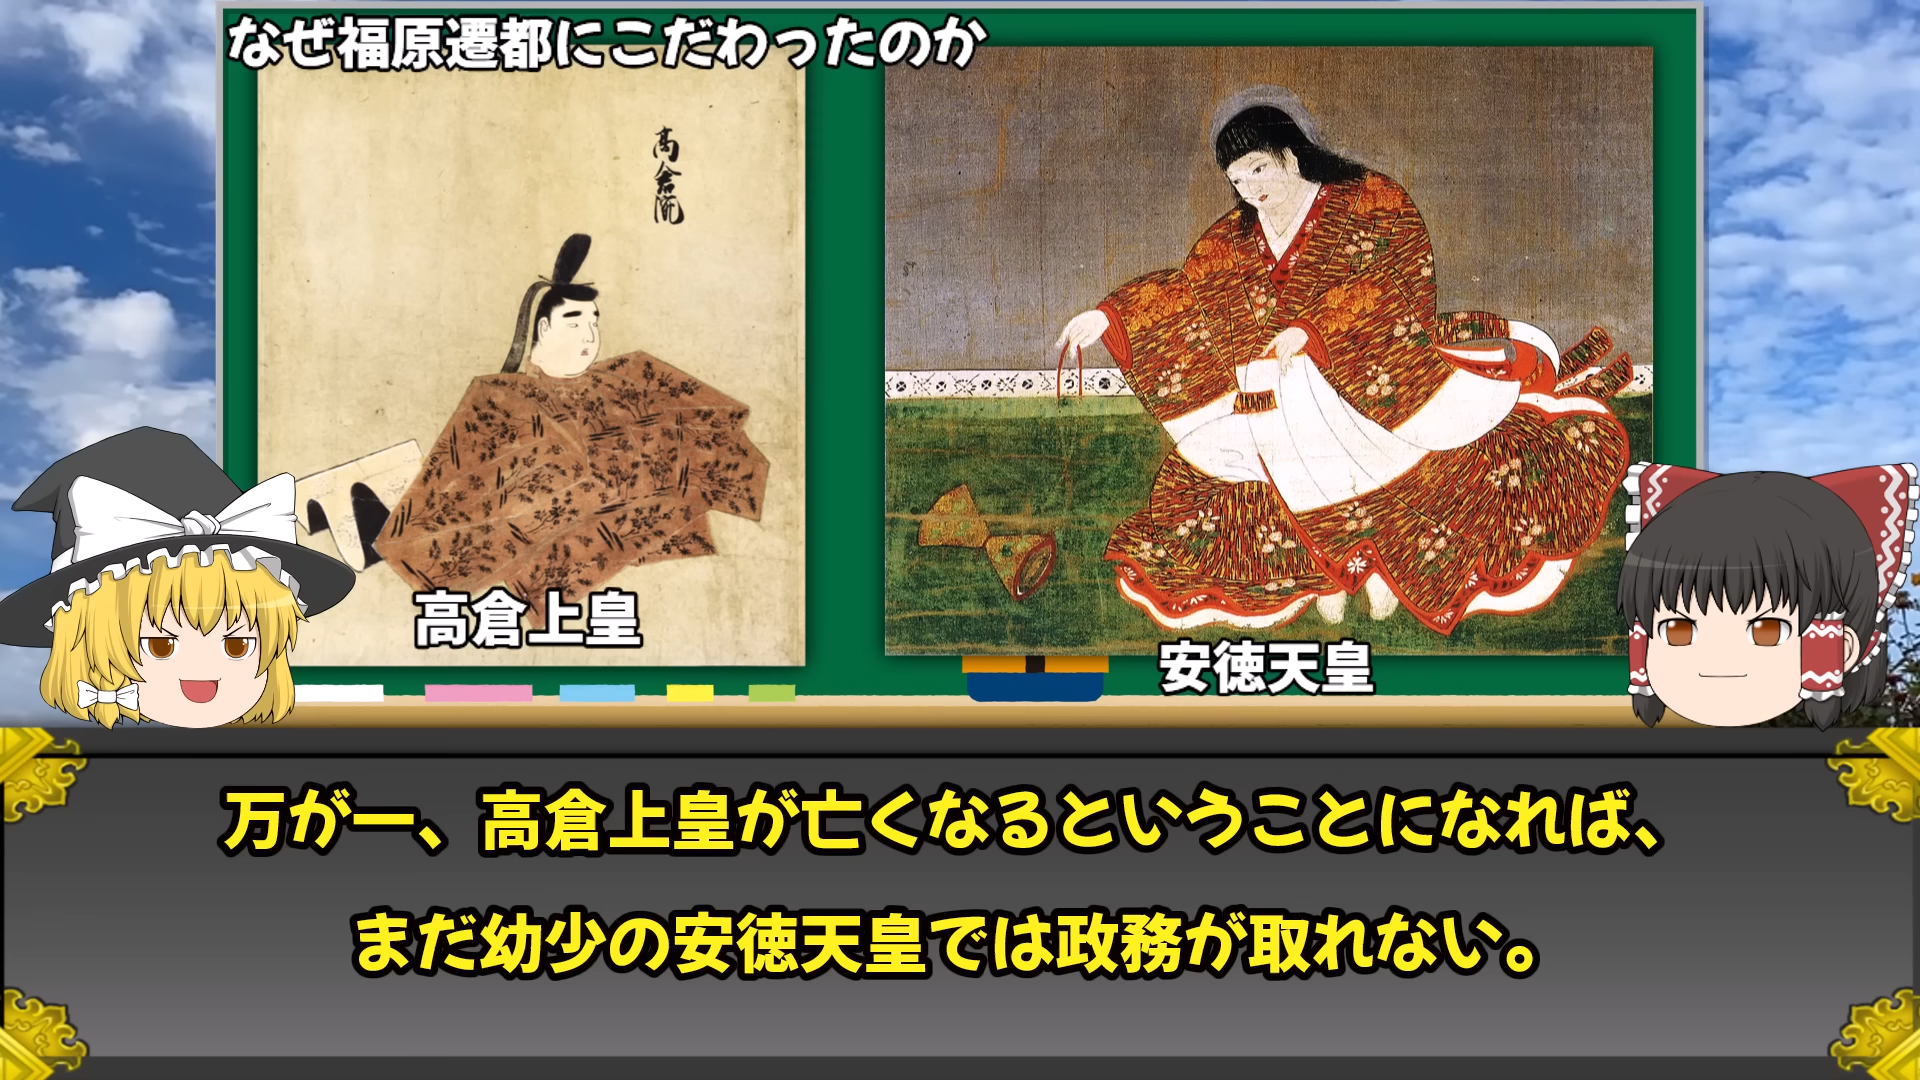 なぜ福原遷都にこだわったのか
高倉院
高倉上皇
安徳天皇
万が一、高倉上皇が亡くなるということになれば、
まだ幼少の安徳天皇では政務が取れない。